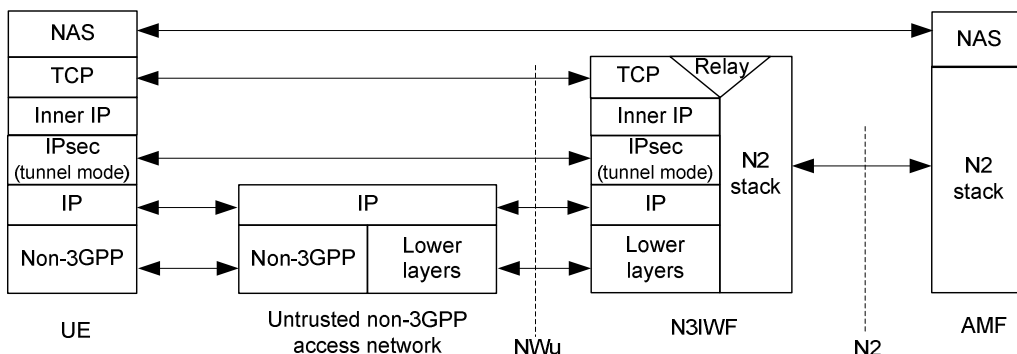 NAS
TCP
Inner IP
IPsec
(tunnel mode)
IP
Non-3GPP
UE
IP
Non-3GPP
Lower
layers
Untrusted non-3GPP
access network
NWu
TCP
Relay
Inner IP
IPsec
(tunnel mode)
IP
Lower
layers
N2
stack
N3IWF
N2
NAS
N2
stack
AMF